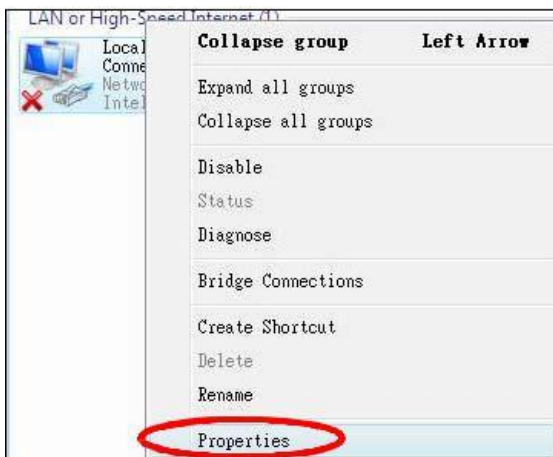 LAN or High-Speed Internet (1)
Local
Conne
Netwo
Intel
Collapse group Left Arrow
Expand all groups
Collapse all groups
Disable
Status
Diagnose
Bridge Connections
Create Shortcut
Delete
Rename
Properties